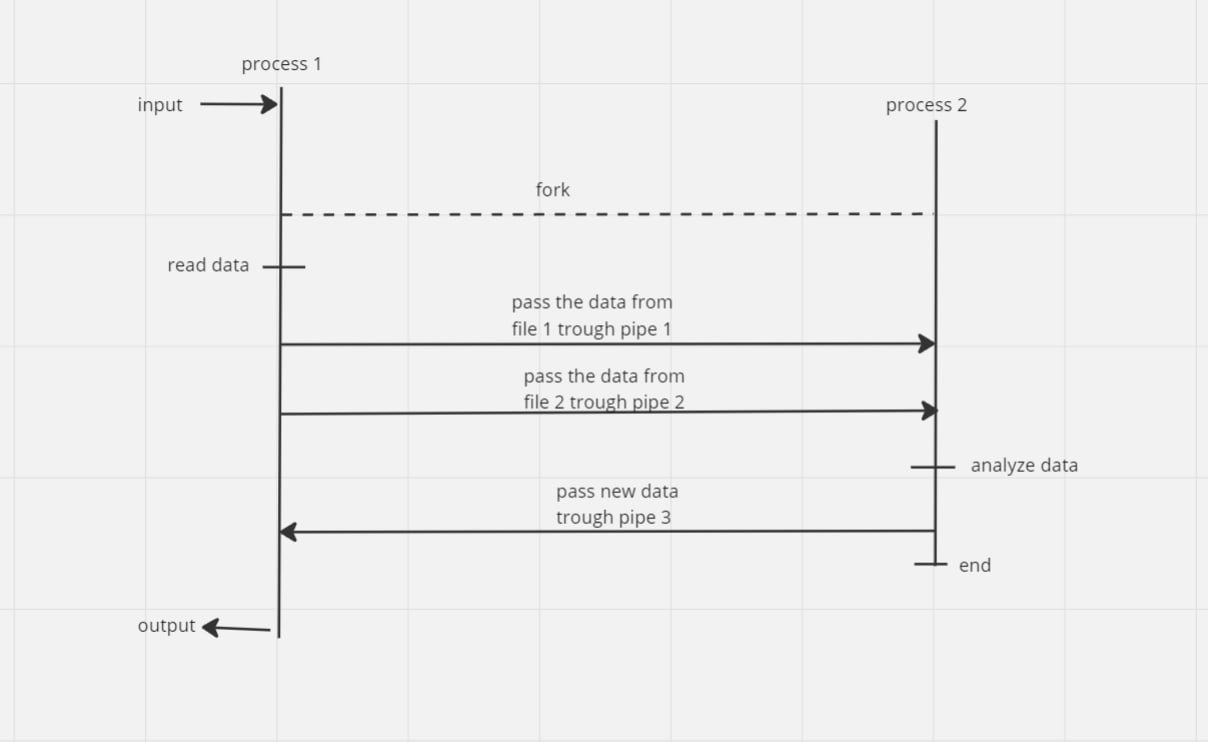 process 1
input
process 2
fork
read data
pass the data from
file 1 trough pipe 1
pass the data from
file 2 trough pipe 2
analyze data
pass new data
trough pipe 3
end
output